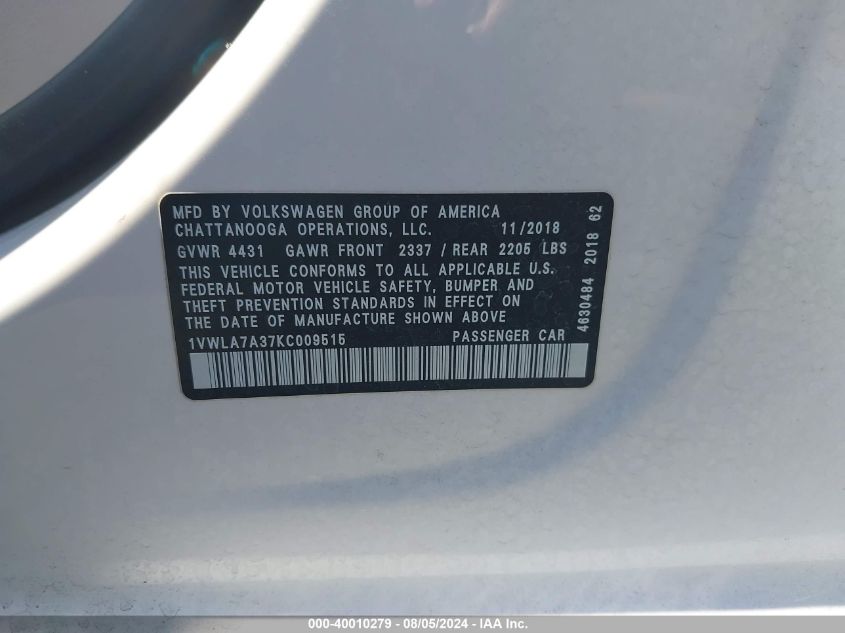 MFD BY VOLKSWAGEN GROUP OF AMERICA
CHATTANOOGA OPERATIONS, LLC. 11/2018
GVWR 4431 GAWR FRONT 2337 / REAR 2205 LBS
THIS VEHICLE CONFORMS TO ALL APPLICABLE U.S.
FEDERAL MOTOR VEHICLE SAFETY, BUMPER AND
THEFT PREVENTION STANDARDS IN EFFECT ON
THE DATE OF MANUFACTURE SHOWN ABOVE
1VWLA7A37KC009515 PASSENGER CAR
4630484 2018 62
000-40010279 - 08/05/2024 - IAA Inc.